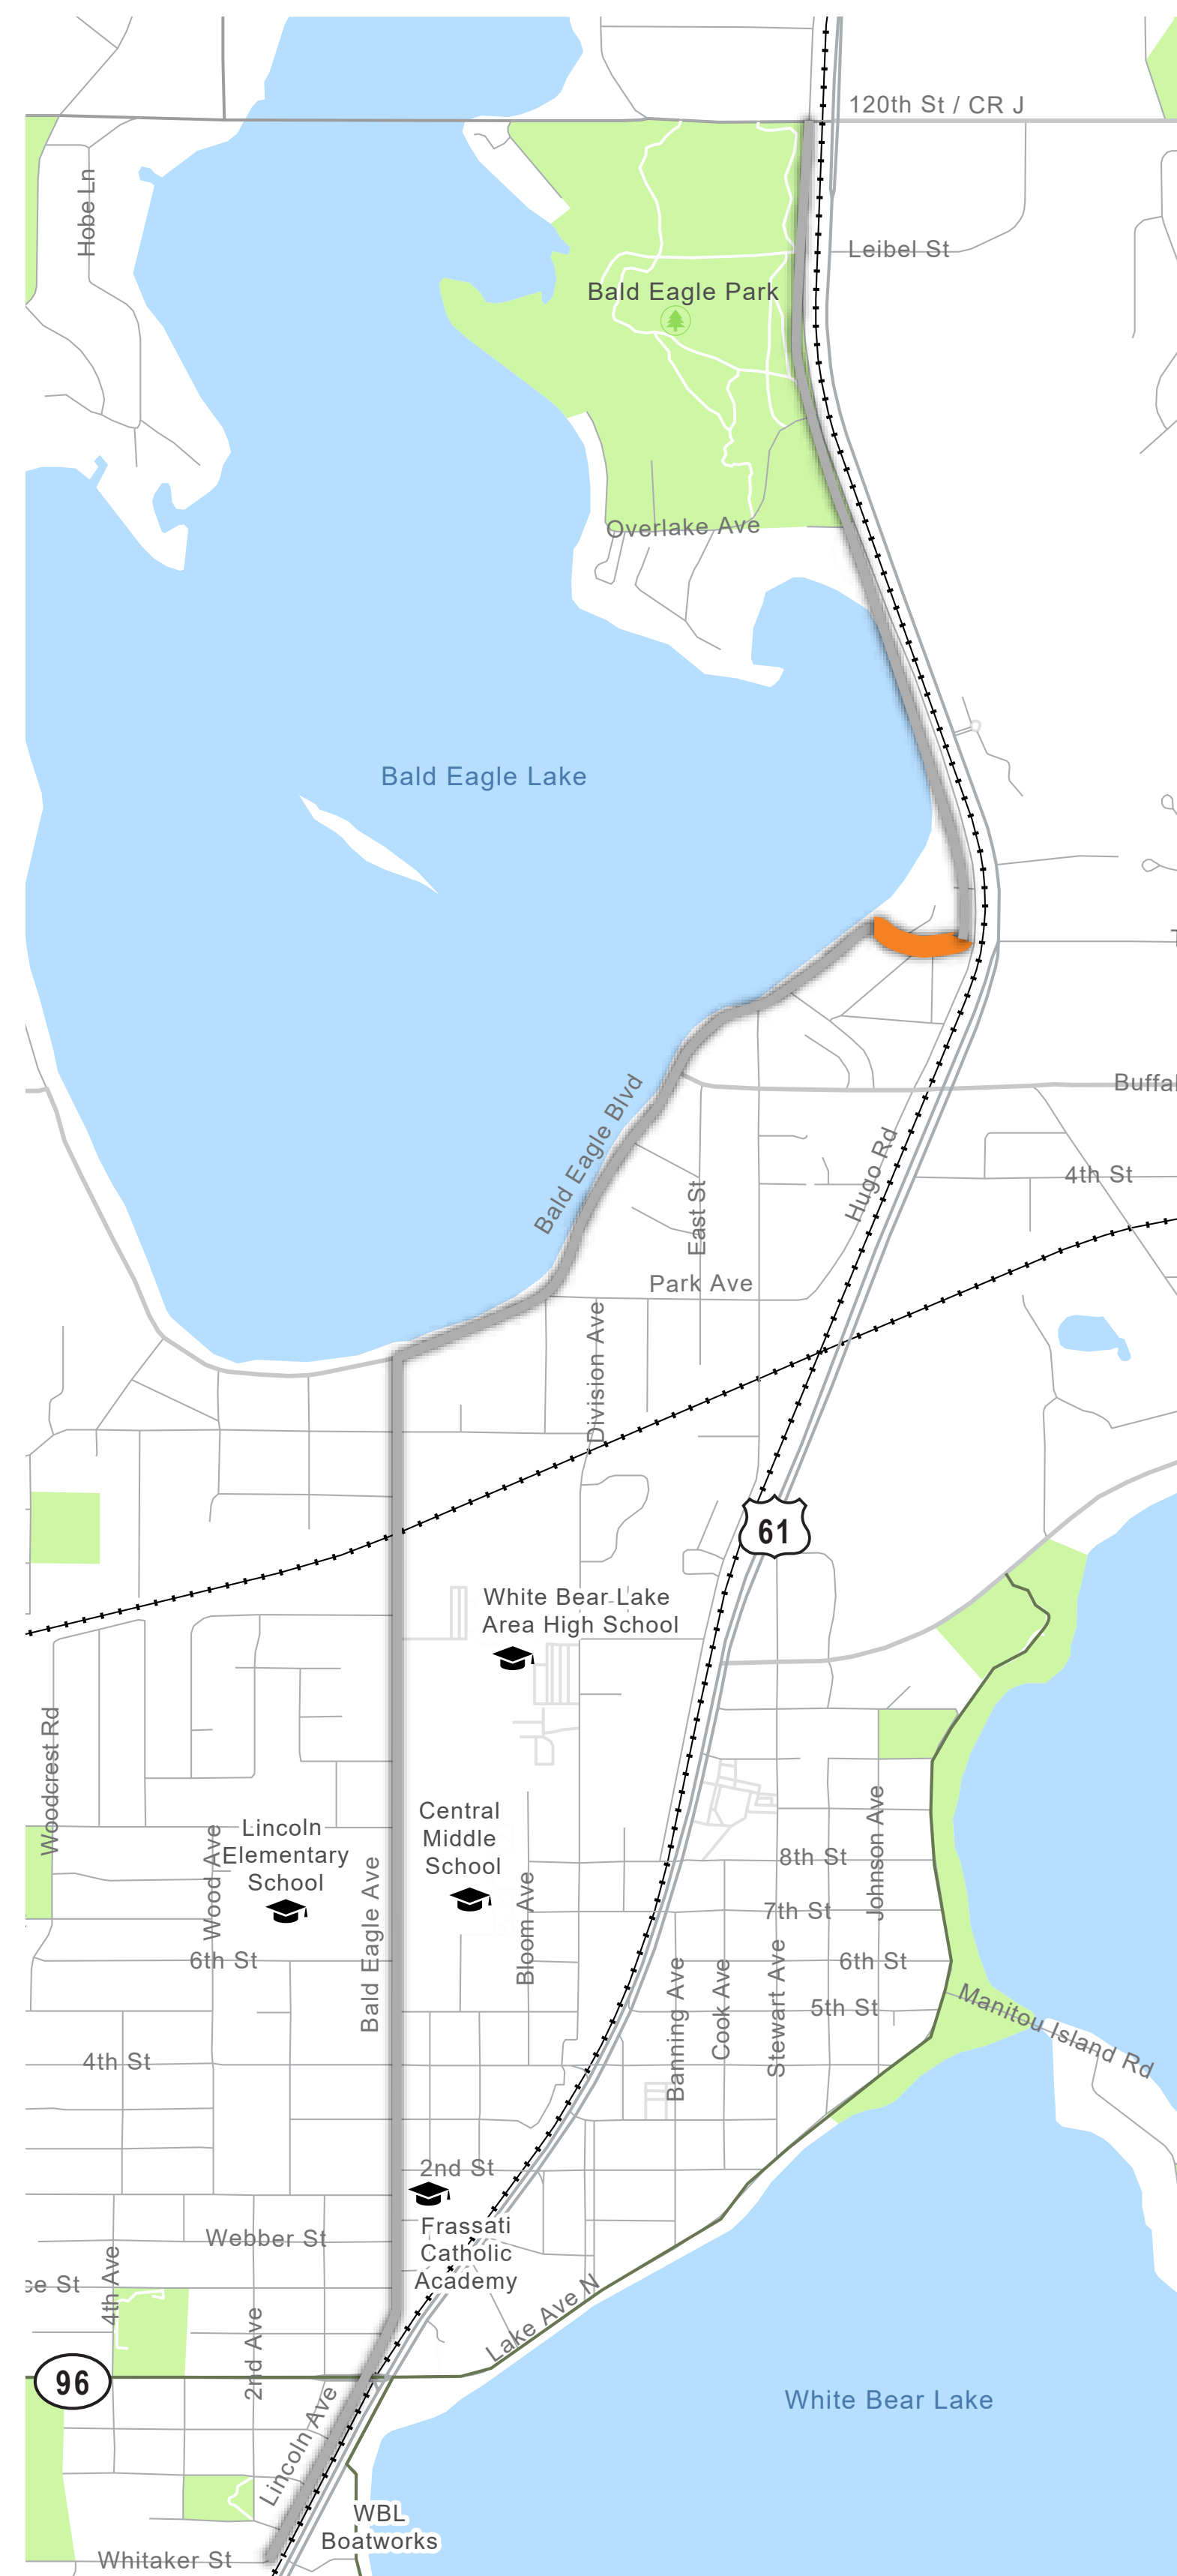 120th St / CR J
Hobe Ln
Leibel St
Bald Eagle Park
Overlake Ave
Bald Eagle Lake
Bald Eagle Blvd
Hugo Rd
4th St
East St
Park Ave
Division Ave
61
White Bear Lake
Area High School
Woodcrest Rd
Lincoln
Elementary
School
Central
Middle
School
Wood Ave
Bald Eagle Ave
Bloom Ave
Johnson Ave
8th St
7th St
6th St
6th St
5th St
Banning Ave
Cook Ave
Stewart Ave
Manitou Island Rd
4th St
2nd St
Webber St
Frassati
Catholic
Academy
4th Ave
2nd Ave
Lake Ave N
96
Lincoln Ave
White Bear Lake
WBL
Boatworks
Whitaker St